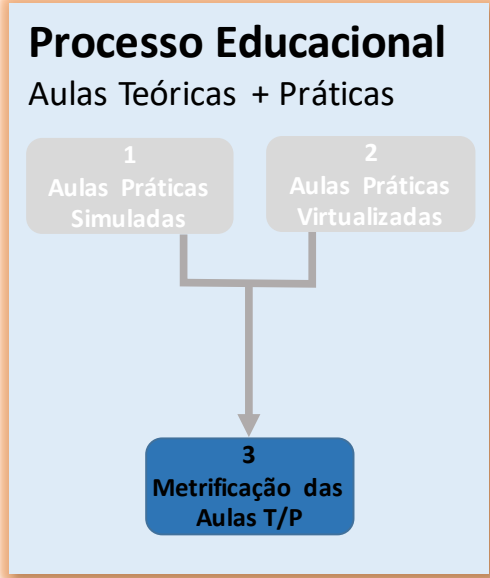 Processo Educacional
Aulas Teóricas + Práticas
1
Aulas Práticas
Simuladas
2
Aulas Práticas
Virtualizadas
3
Metrificação das
Aulas T/P